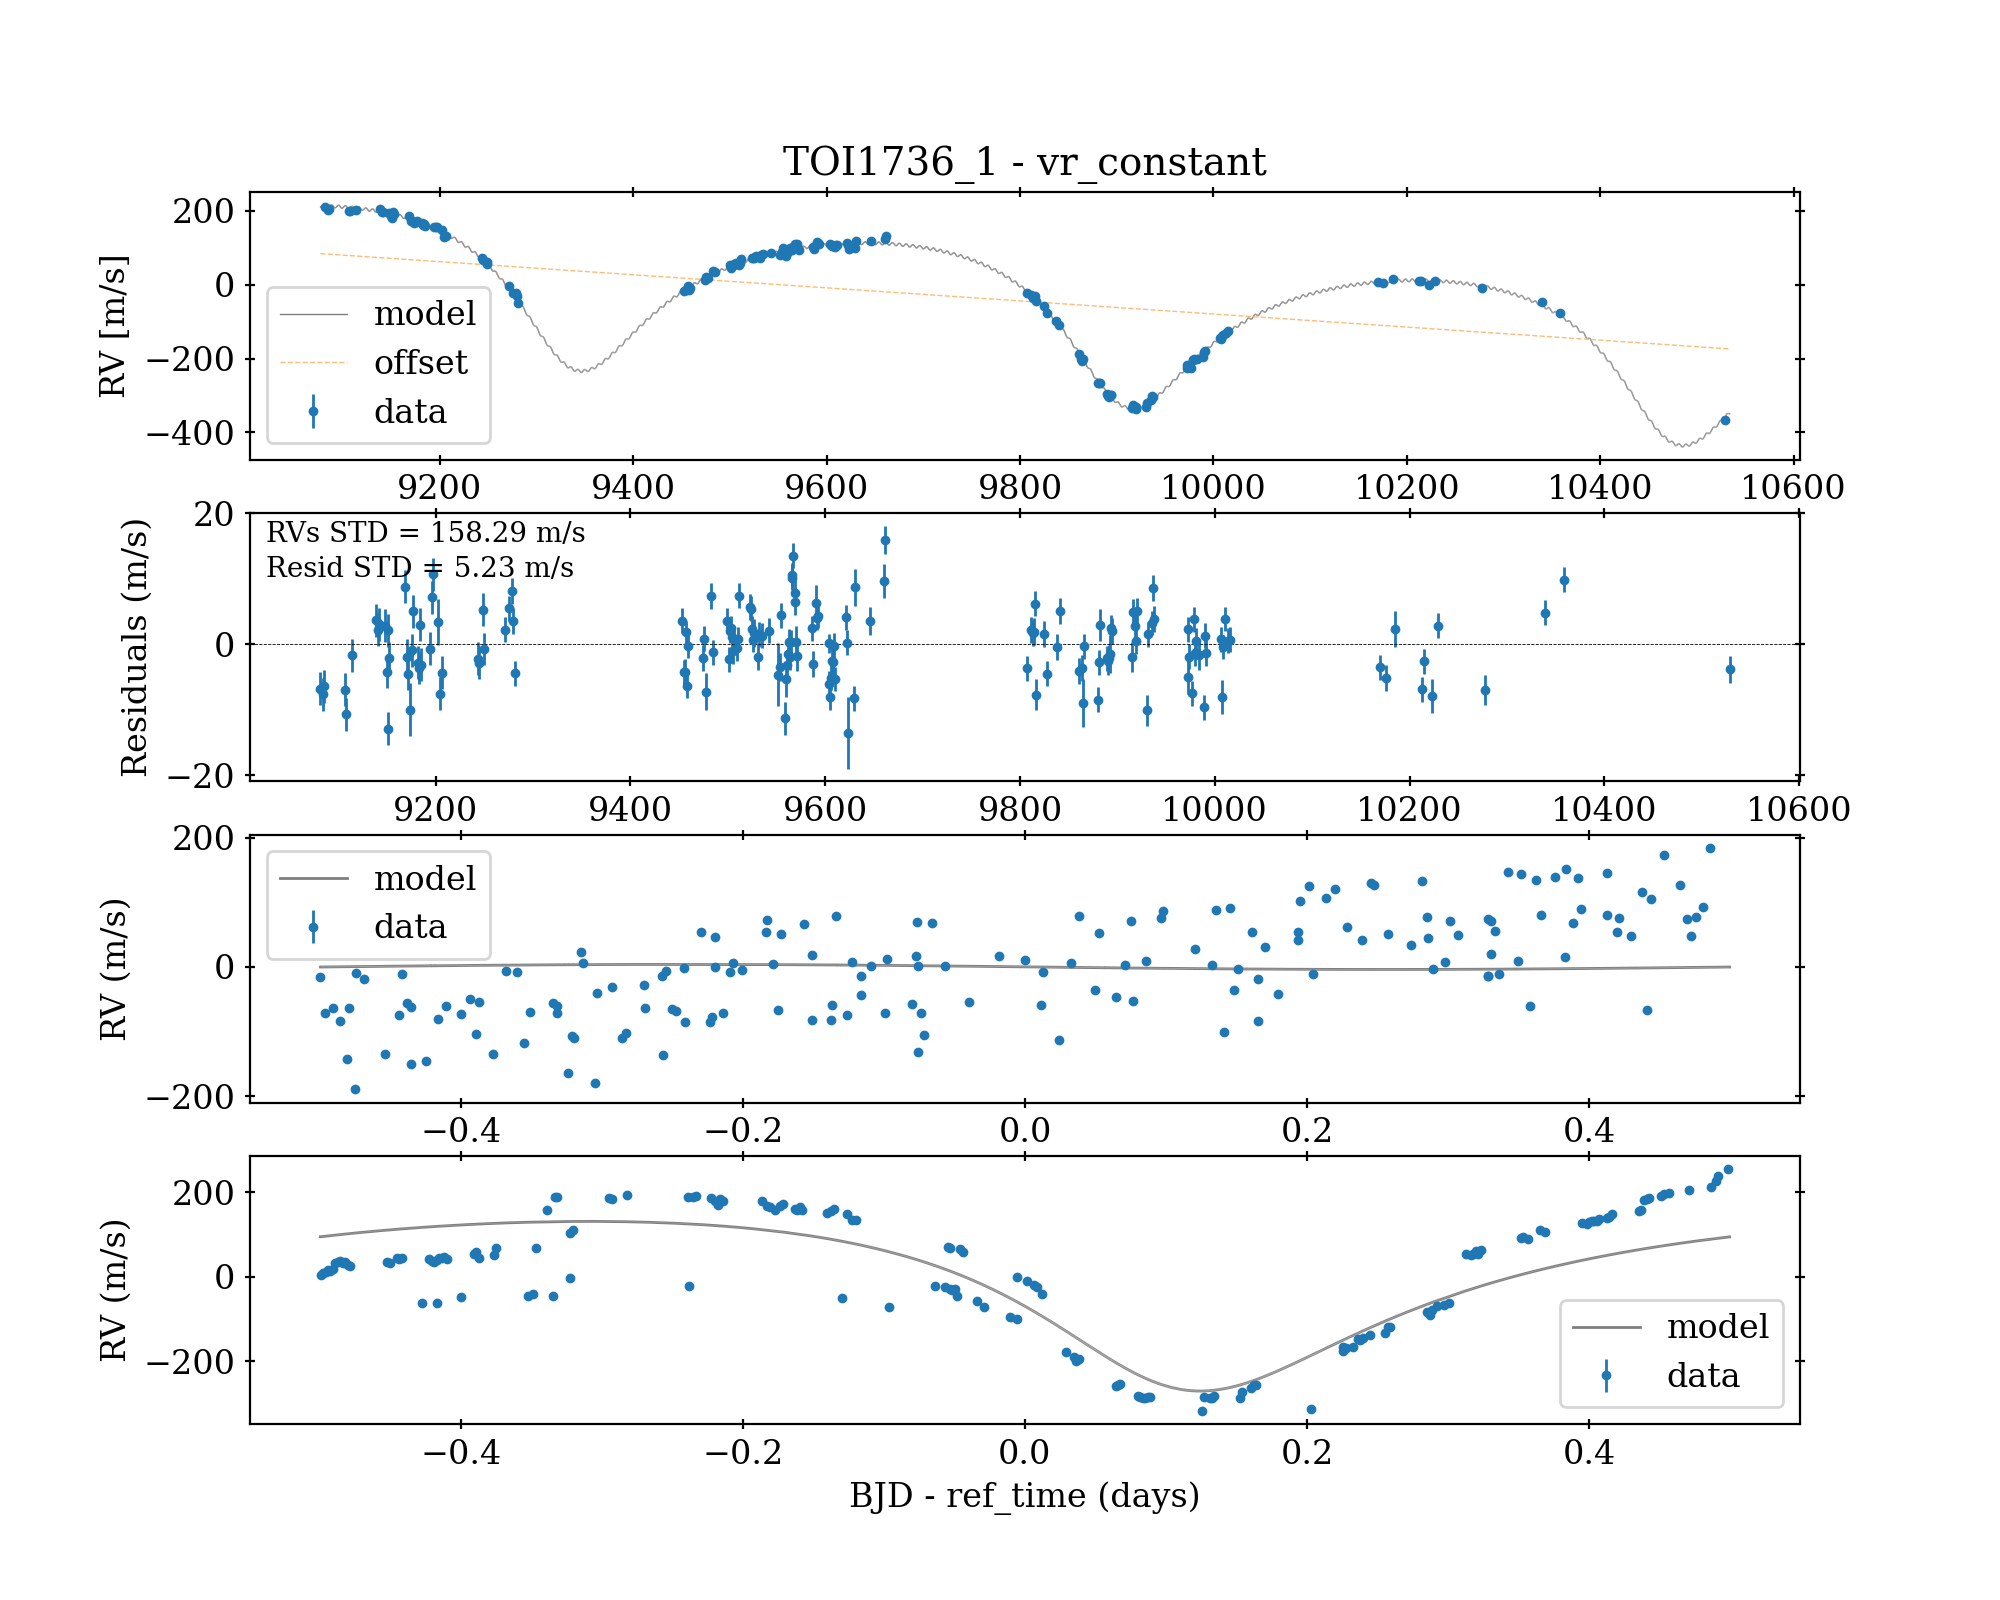 TOI1736_1 - vr_constant
RV [m/s]
200
0
−200
−400
model
offset
data
9200 9400 9600 9800 10000 10200 10400 10600
Residuals (m/s)
20
0
−20
RVs STD = 158.29 m/s
Resid STD = 5.23 m/s
9200 9400 9600 9800 10000 10200 10400 10600
RV (m/s)
200
0
−200
model
data
−0.4 −0.2 0.0 0.2 0.4
RV (m/s)
200
0
−200
model
data
−0.4 −0.2 0.0 0.2 0.4
BJD - ref_time (days)